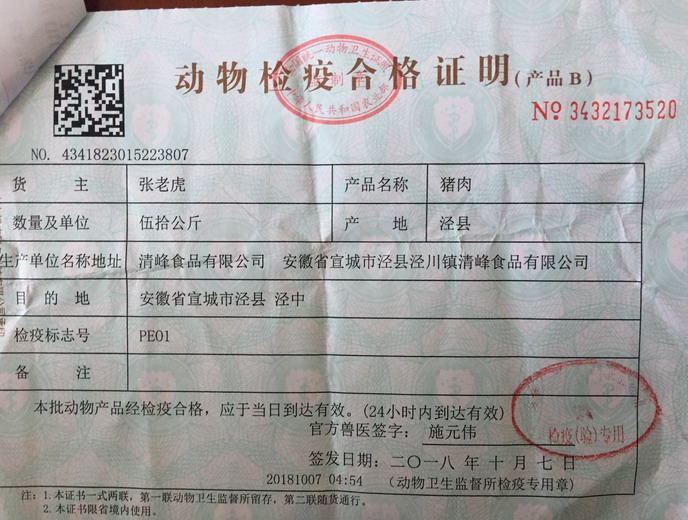 动物检疫合格证明(产品B)
№ 3432173520
NO. 4341823015223807
货 主 张老虎 产品名称 猪肉
数量及单位 伍拾公斤 产 地 泾县
生产单位名称地址 清峰食品有限公司 安徽省宣城市泾县泾川镇清峰食品有限公司
目 的 地 安徽省宣城市泾县 泾中
检疫标志号 PE01
备 注
本批动物产品经检疫合格，应于当日到达有效。(24小时内到达有效)
官方兽医签字: 施元伟
检疫(验)专用
签发日期: 二〇一八 年 十 月 七 日
20181007 04:54 (动物卫生监督所检疫专用章)
注: 1. 本证书一式两联，第一联动物卫生监督所留存，第二联随货通行。
2. 本证书限省境内使用。